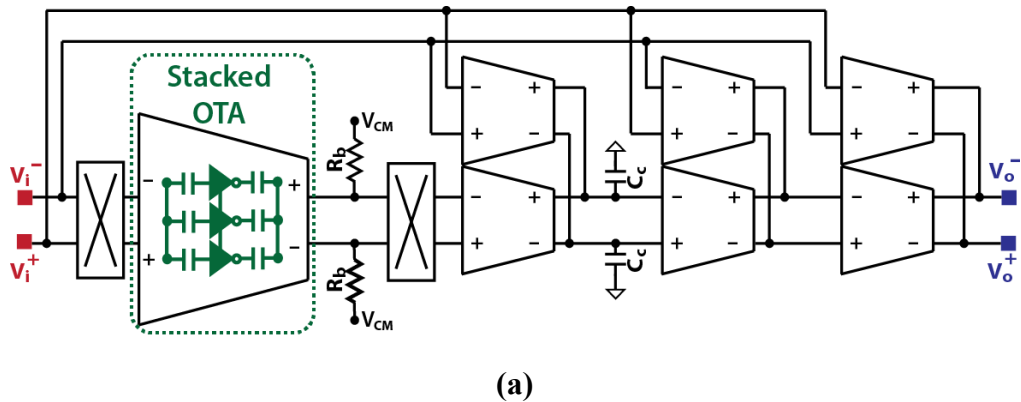 Stacked
OTA
V_CM
R_b
V_i^-
V_i^+
- +
+ -
R_b
V_CM
- +
+ -
- +
+ -
C_c
C_c
- +
+ -
- +
+ -
- +
+ -
- +
+ -
V_o^-
V_o^+
(a)